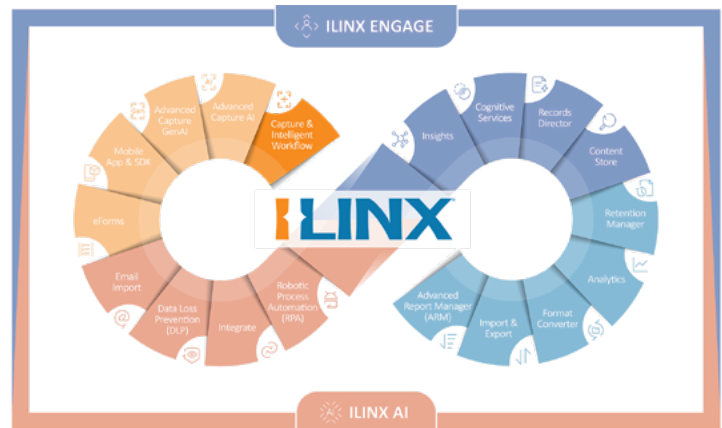 ILINX ENGAGE
Advanced
Capture
GenAI
Advanced
Capture AI
Capture &
Intelligent
Workflow
Mobile
App & SDK
eForms
Email
Import
Data Loss
Prevention
(DLP)
Integrate
Robotic
Process
Automation
(RPA)
ILINX
Insights
Cognitive
Services
Records
Director
Content
Store
Retention
Manager
Analytics
Format
Converter
Import &
Export
Advanced
Report Manager
(ARM)
AI
ILINX AI